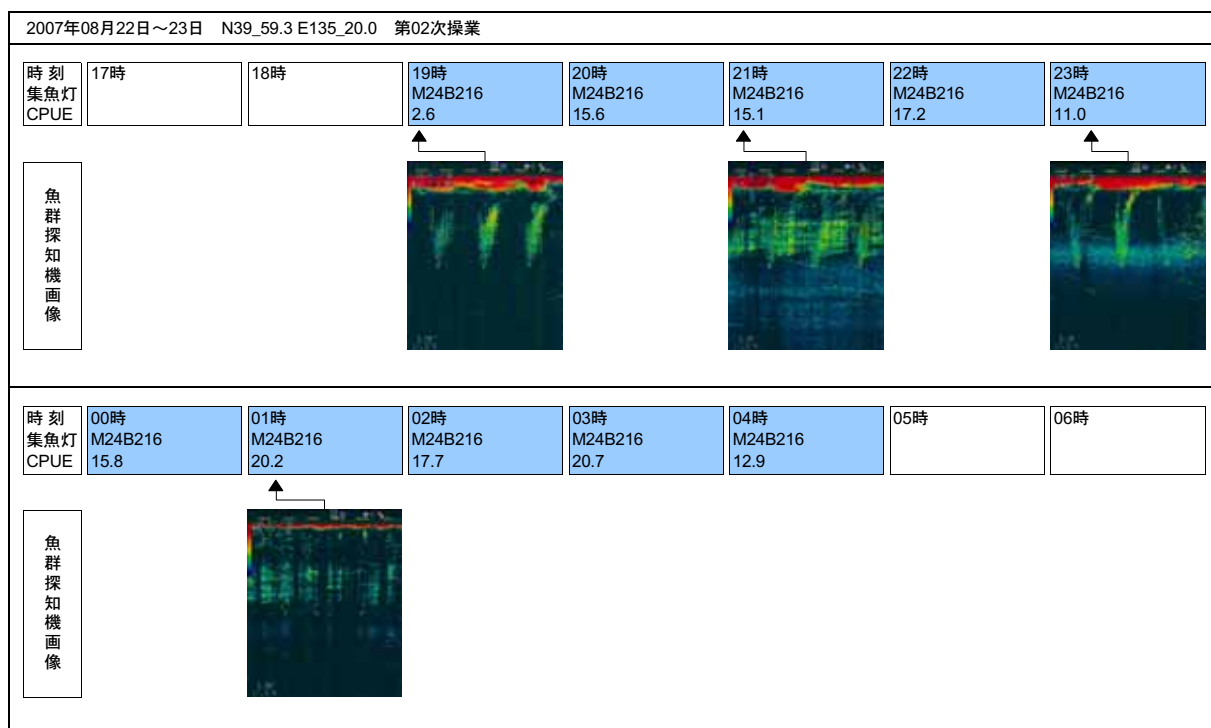 2007年08月22日～23日 N39_59.3 E135_20.0 第02次操業
時刻
集魚灯
CPUE
17時
18時
19時
M24B216
2.6
20時
M24B216
15.6
21時
M24B216
15.1
22時
M24B216
17.2
23時
M24B216
11.0
魚群探知機画像
時刻
集魚灯
CPUE
00時
M24B216
15.8
01時
M24B216
20.2
02時
M24B216
17.7
03時
M24B216
20.7
04時
M24B216
12.9
05時
06時
魚群探知機画像